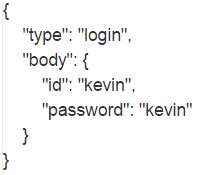 {
"type": "login",
"body": {
"id": "kevin",
"password": "kevin"
}
}